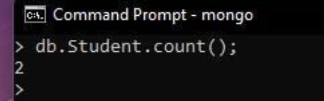 Command Prompt - mongo
> db.Student.count();
2
>